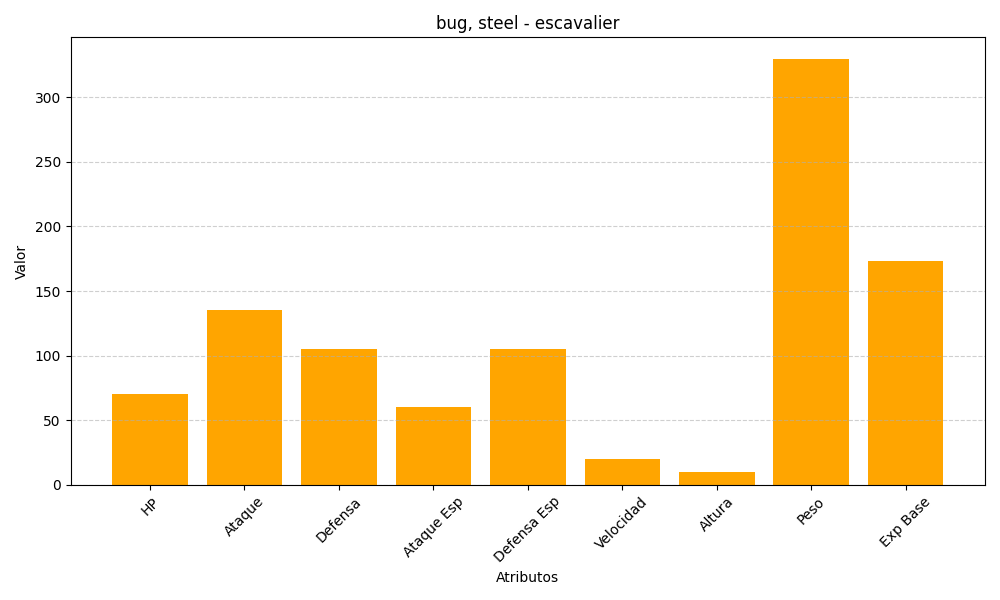 bug, steel - escavalier
Valor
300
250
200
150
100
50
0
HP
Ataque
Defensa
Ataque Esp
Defensa Esp
Velocidad
Altura
Peso
Exp Base
Atributos